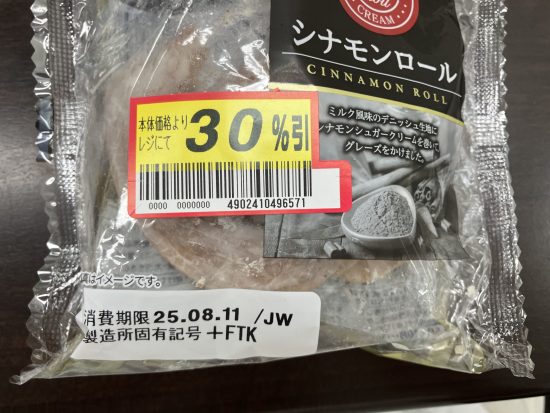 CREAM
シナモンロール
CINNAMON ROLL
ミルク風味のデニッシュ生地に
シナモンシュガークリームを巻いて
グレーズをかけました。
本体価格より
レジにて
30%引
0000 0000000 4902410496571
はイメージです。
消費期限 25.08.11 /JW
製造所固有記号 +FTK